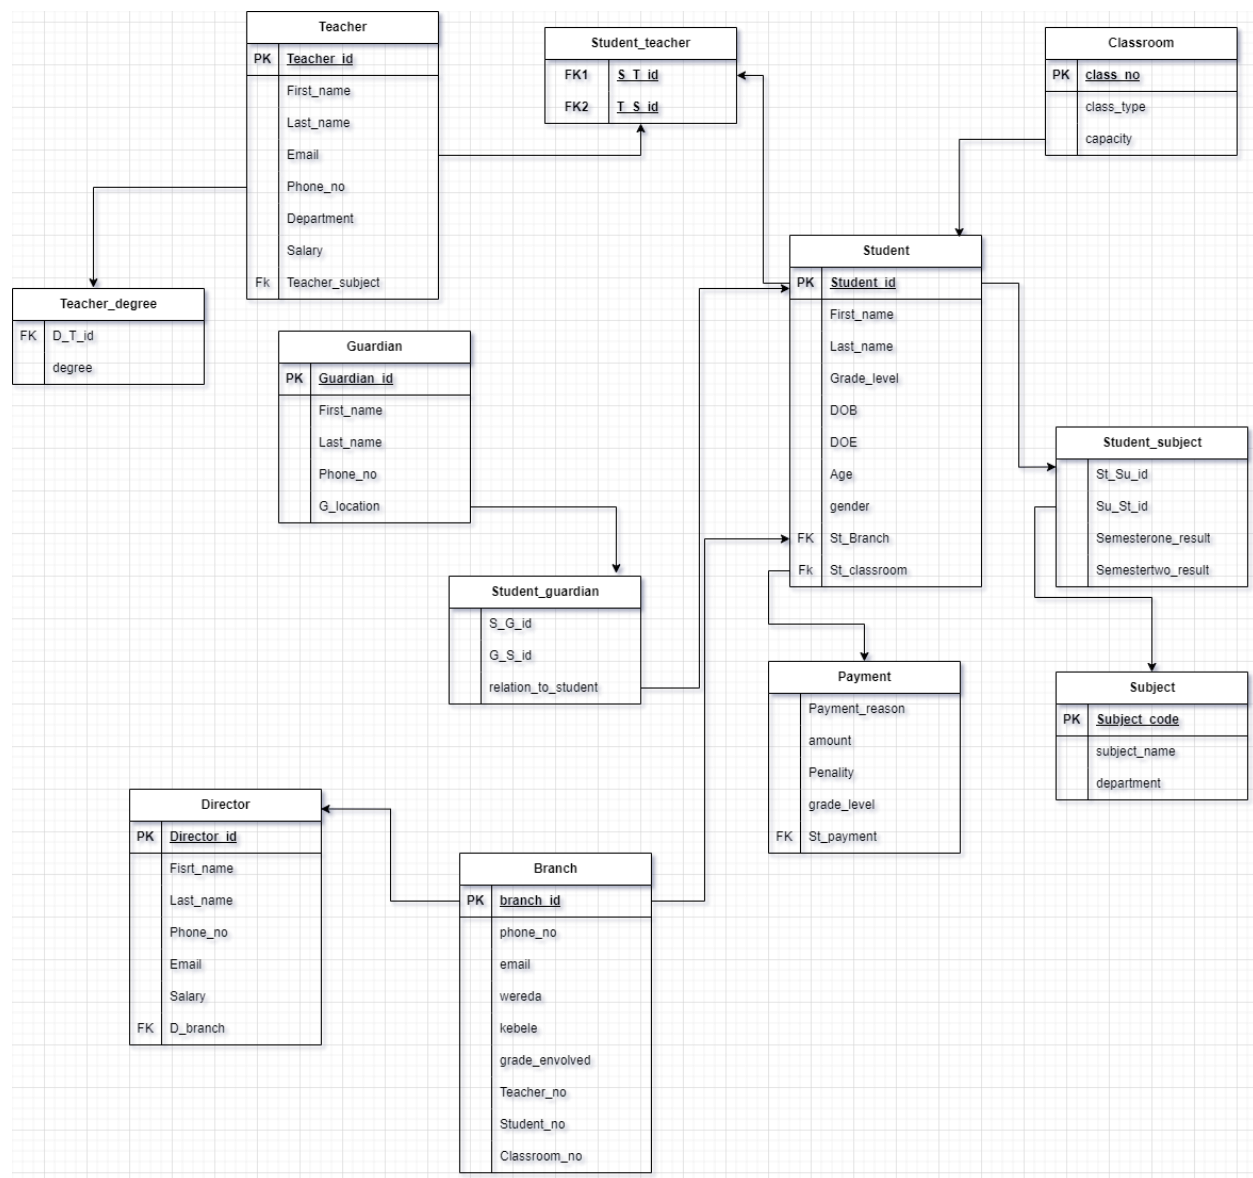 Teacher
PK Teacher_id
First_name
Last_name
Email
Phone_no
Department
Salary
Fk Teacher_subject
Student_teacher
FK1 S_T_id
FK2 T_S_id
Classroom
PK class_no
class_type
capacity
Teacher_degree
FK D_T_id
degree
Guardian
PK Guardian_id
First_name
Last_name
Phone_no
G_location
Student
PK Student_id
First_name
Last_name
Grade_level
DOB
DOE
Age
gender
FK St_Branch
Fk St_classroom
Student_subject
St_Su_id
Su_St_id
Semesterone_result
Semestertwo_result
Student_guardian
S_G_id
G_S_id
relation_to_student
Payment
Payment_reason
amount
Penality
grade_level
FK St_payment
Subject
PK Subject_code
subject_name
department
Director
PK Director_id
Fisrt_name
Last_name
Phone_no
Email
Salary
FK D_branch
Branch
PK branch_id
phone_no
email
wereda
kebele
grade_envolved
Teacher_no
Student_no
Classroom_no